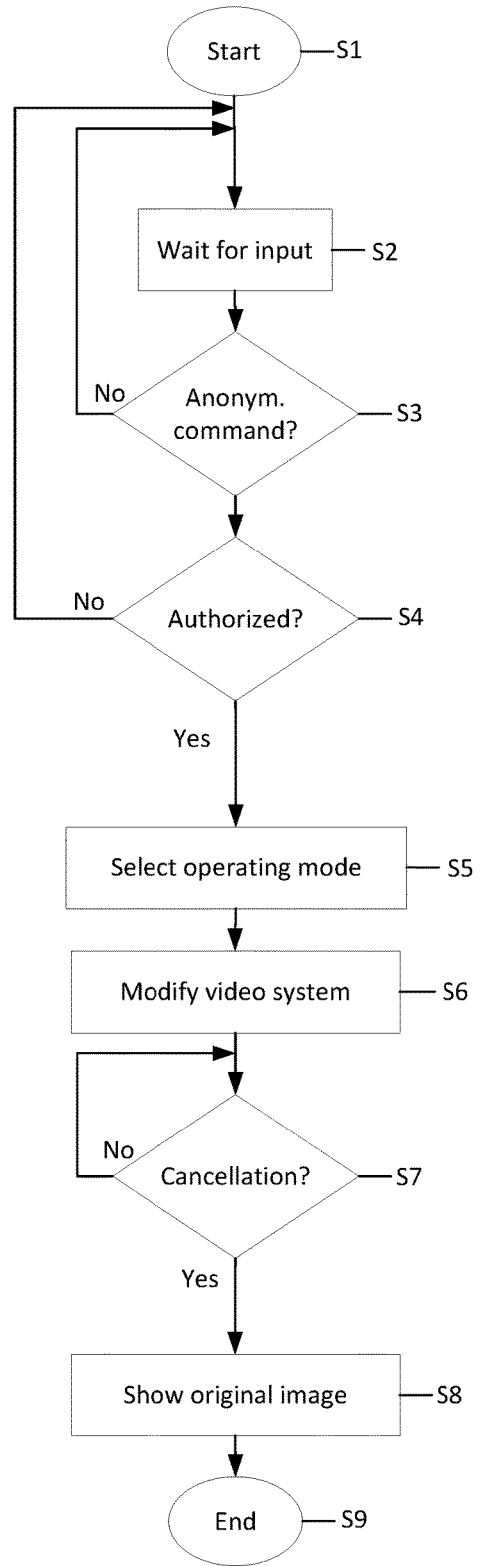 Start
S1
Wait for input
S2
No
Anonym.
command?
S3
No
Authorized?
S4
Yes
Select operating mode
S5
Modify video system
S6
No
Cancellation?
S7
Yes
Show original image
S8
End
S9